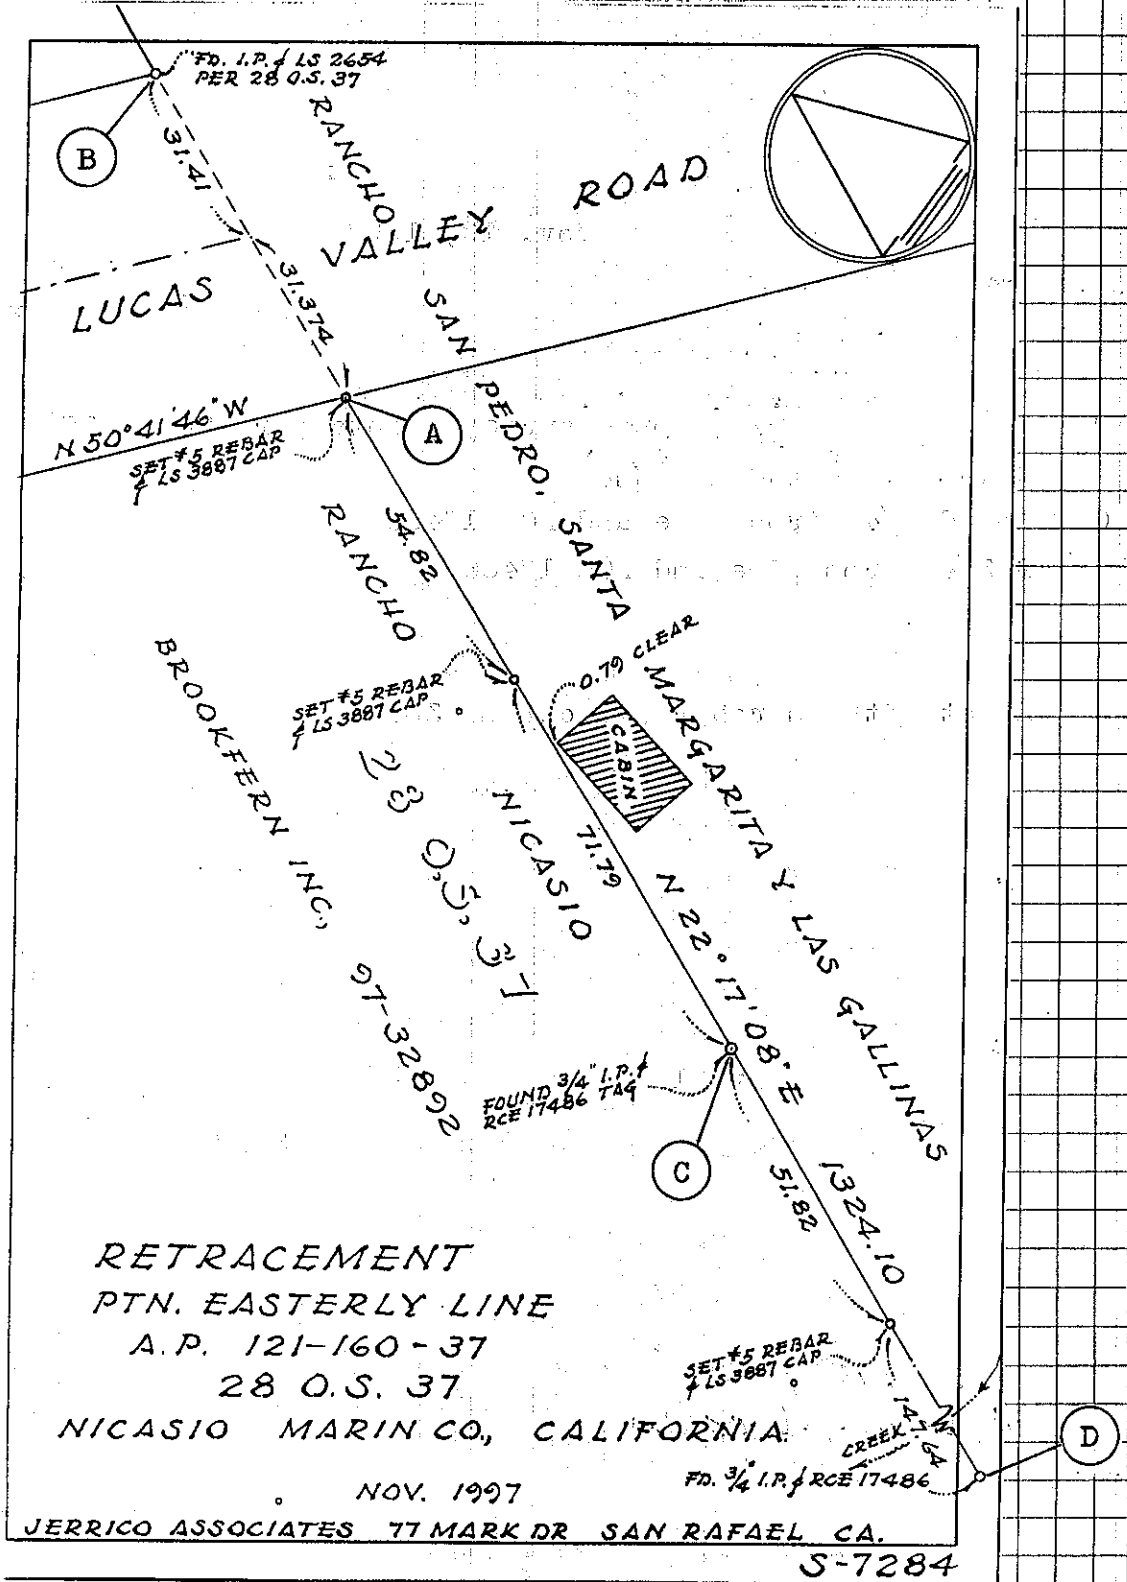 FD. I.P. & LS 2654
PER 28 O.S. 37
B
31.41
31.374
LUCAS VALLEY ROAD
RANCHO SAN PEDRO, SANTA MARGARITA Y LAS GALLINAS
N 50°41'46" W
A
SET #5 REBAR
& LS 3887 CAP
54.82
RANCHO NICASIO
BROOKFERN INC., 97-32892
SET #5 REBAR
& LS 3887 CAP
0.79 CLEAR
CABIN
28 O.S. 37
71.79
N 22°17'08" E 1324.10
FOUND 3/4" I.P. &
RCE 17486 TAG
C
51.82
SET #5 REBAR
& LS 3887 CAP
147.64
CREEK
FD. 3/4" I.P. & RCE 17486
D
RETRACEMENT
PTN. EASTERLY LINE
A.P. 121-160-37
28 O.S. 37
NICASIO MARIN CO., CALIFORNIA
NOV. 1997
JERRICO ASSOCIATES 77 MARK DR SAN RAFAEL CA.
S-7284